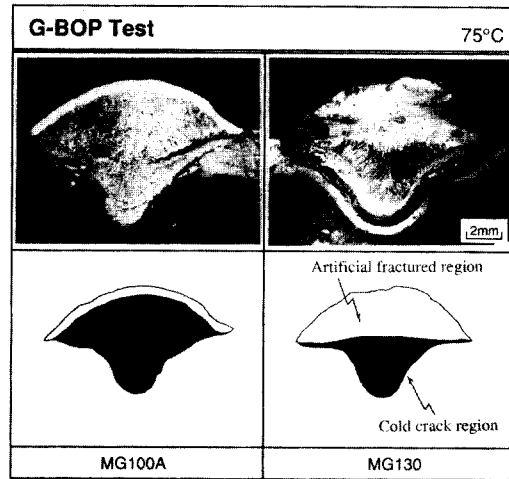 G-BOP Test
75°C
2mm
Artificial fractured region
Cold crack region
MG100A
MG130